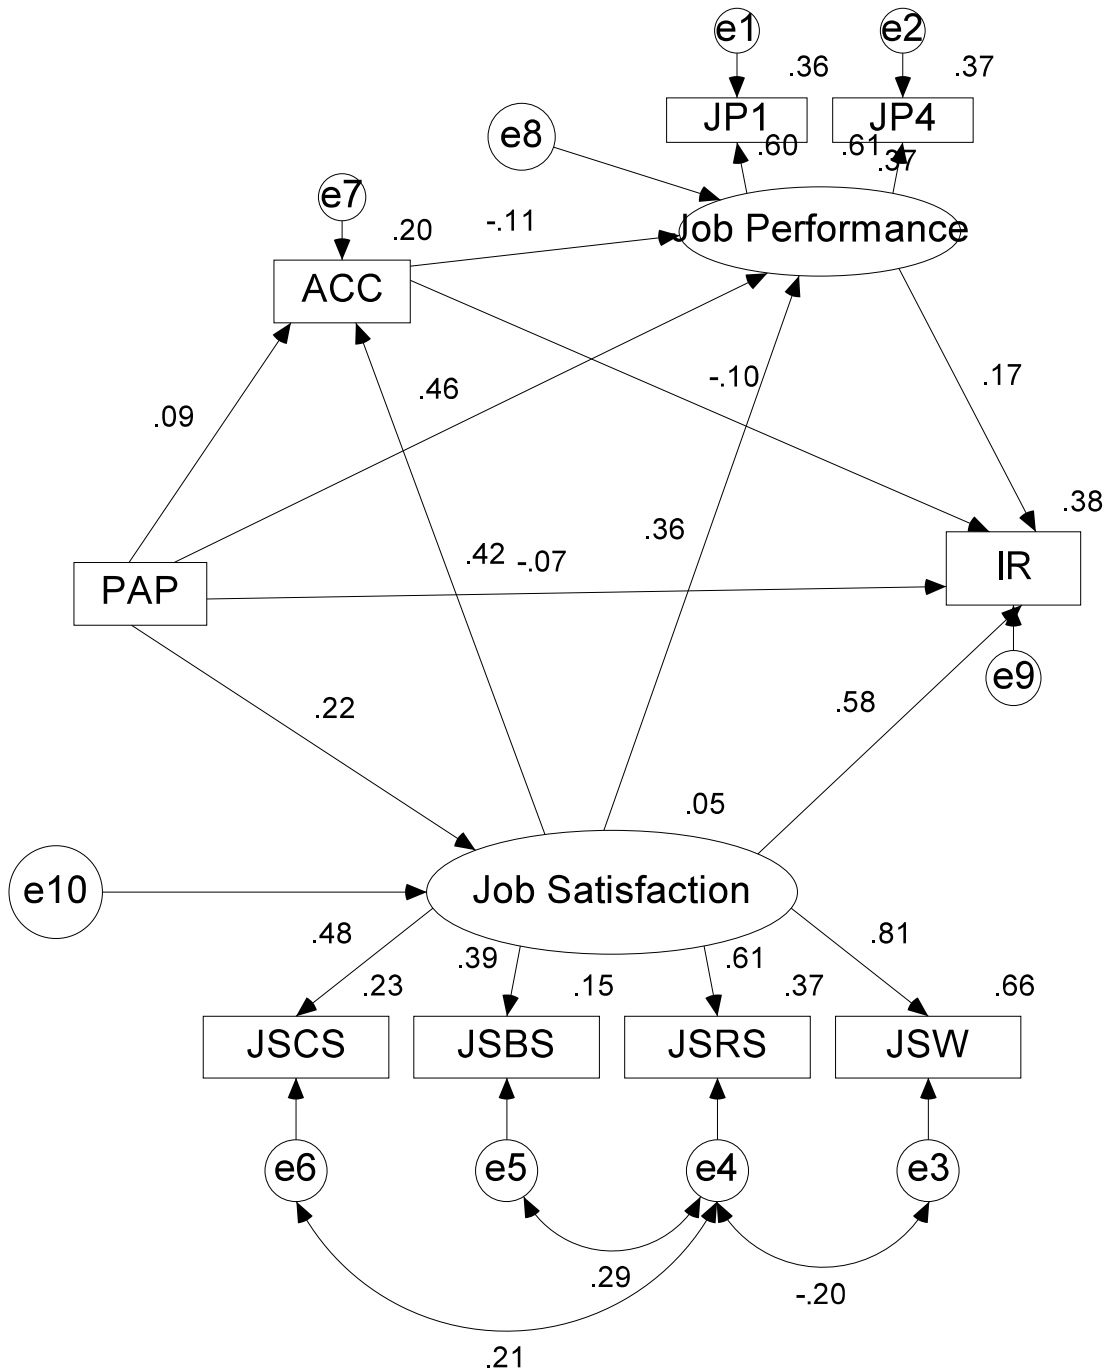 e1
e2
.36
.37
JP1
JP4
e8
.60
.61
.37
e7
.20
-.11
Job Performance
ACC
-.10
.17
.46
.09
.38
.36
.42
-.07
IR
PAP
e9
.22
.58
.05
e10
Job Satisfaction
.48
.39
.61
.81
.23
.15
.37
.66
JSCS
JSBS
JSRS
JSW
e6
e5
e4
e3
.29
-.20
.21